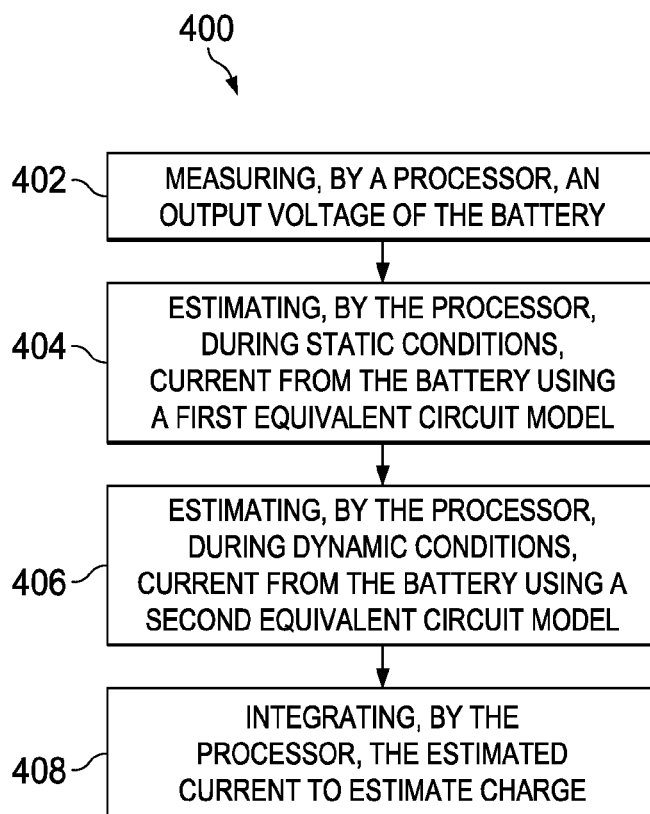 400
402
MEASURING, BY A PROCESSOR, AN
OUTPUT VOLTAGE OF THE BATTERY
404
ESTIMATING, BY THE PROCESSOR,
DURING STATIC CONDITIONS,
CURRENT FROM THE BATTERY USING
A FIRST EQUIVALENT CIRCUIT MODEL
406
ESTIMATING, BY THE PROCESSOR,
DURING DYNAMIC CONDITIONS,
CURRENT FROM THE BATTERY USING A
SECOND EQUIVALENT CIRCUIT MODEL
408
INTEGRATING, BY THE
PROCESSOR, THE ESTIMATED
CURRENT TO ESTIMATE CHARGE